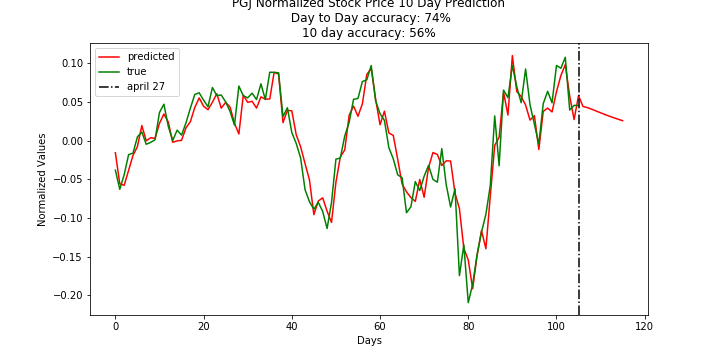 PGJ Normalized Stock Price 10 Day Prediction
Day to Day accuracy: 74%
10 day accuracy: 56%
predicted
true
april 27
Normalized Values
0.10
0.05
0.00
−0.05
−0.10
−0.15
−0.20
0 20 40 60 80 100 120
Days